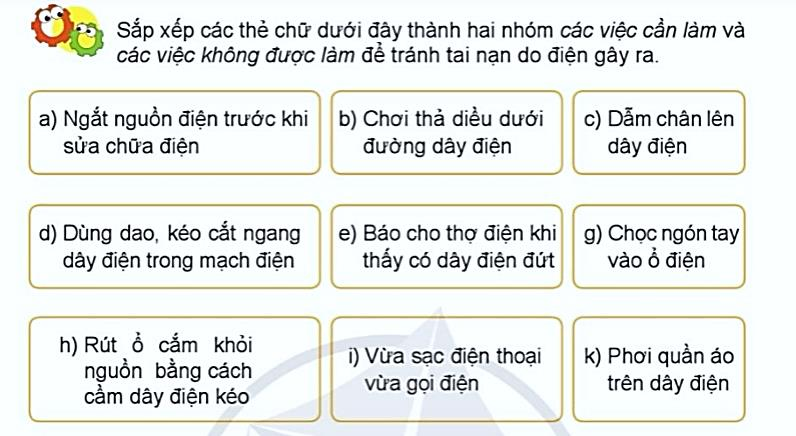 Sắp xếp các thẻ chữ dưới đây thành hai nhóm các việc cần làm và
các việc không được làm để tránh tai nạn do điện gây ra.
a) Ngắt nguồn điện trước khi
sửa chữa điện
b) Chơi thả diều dưới
đường dây điện
c) Dẫm chân lên
dây điện
d) Dùng dao, kéo cắt ngang
dây điện trong mạch điện
e) Báo cho thợ điện khi
thấy có dây điện đứt
g) Chọc ngón tay
vào ổ điện
h) Rút ổ cắm khỏi
nguồn bằng cách
cầm dây điện kéo
i) Vừa sạc điện thoại
vừa gọi điện
k) Phơi quần áo
trên dây điện